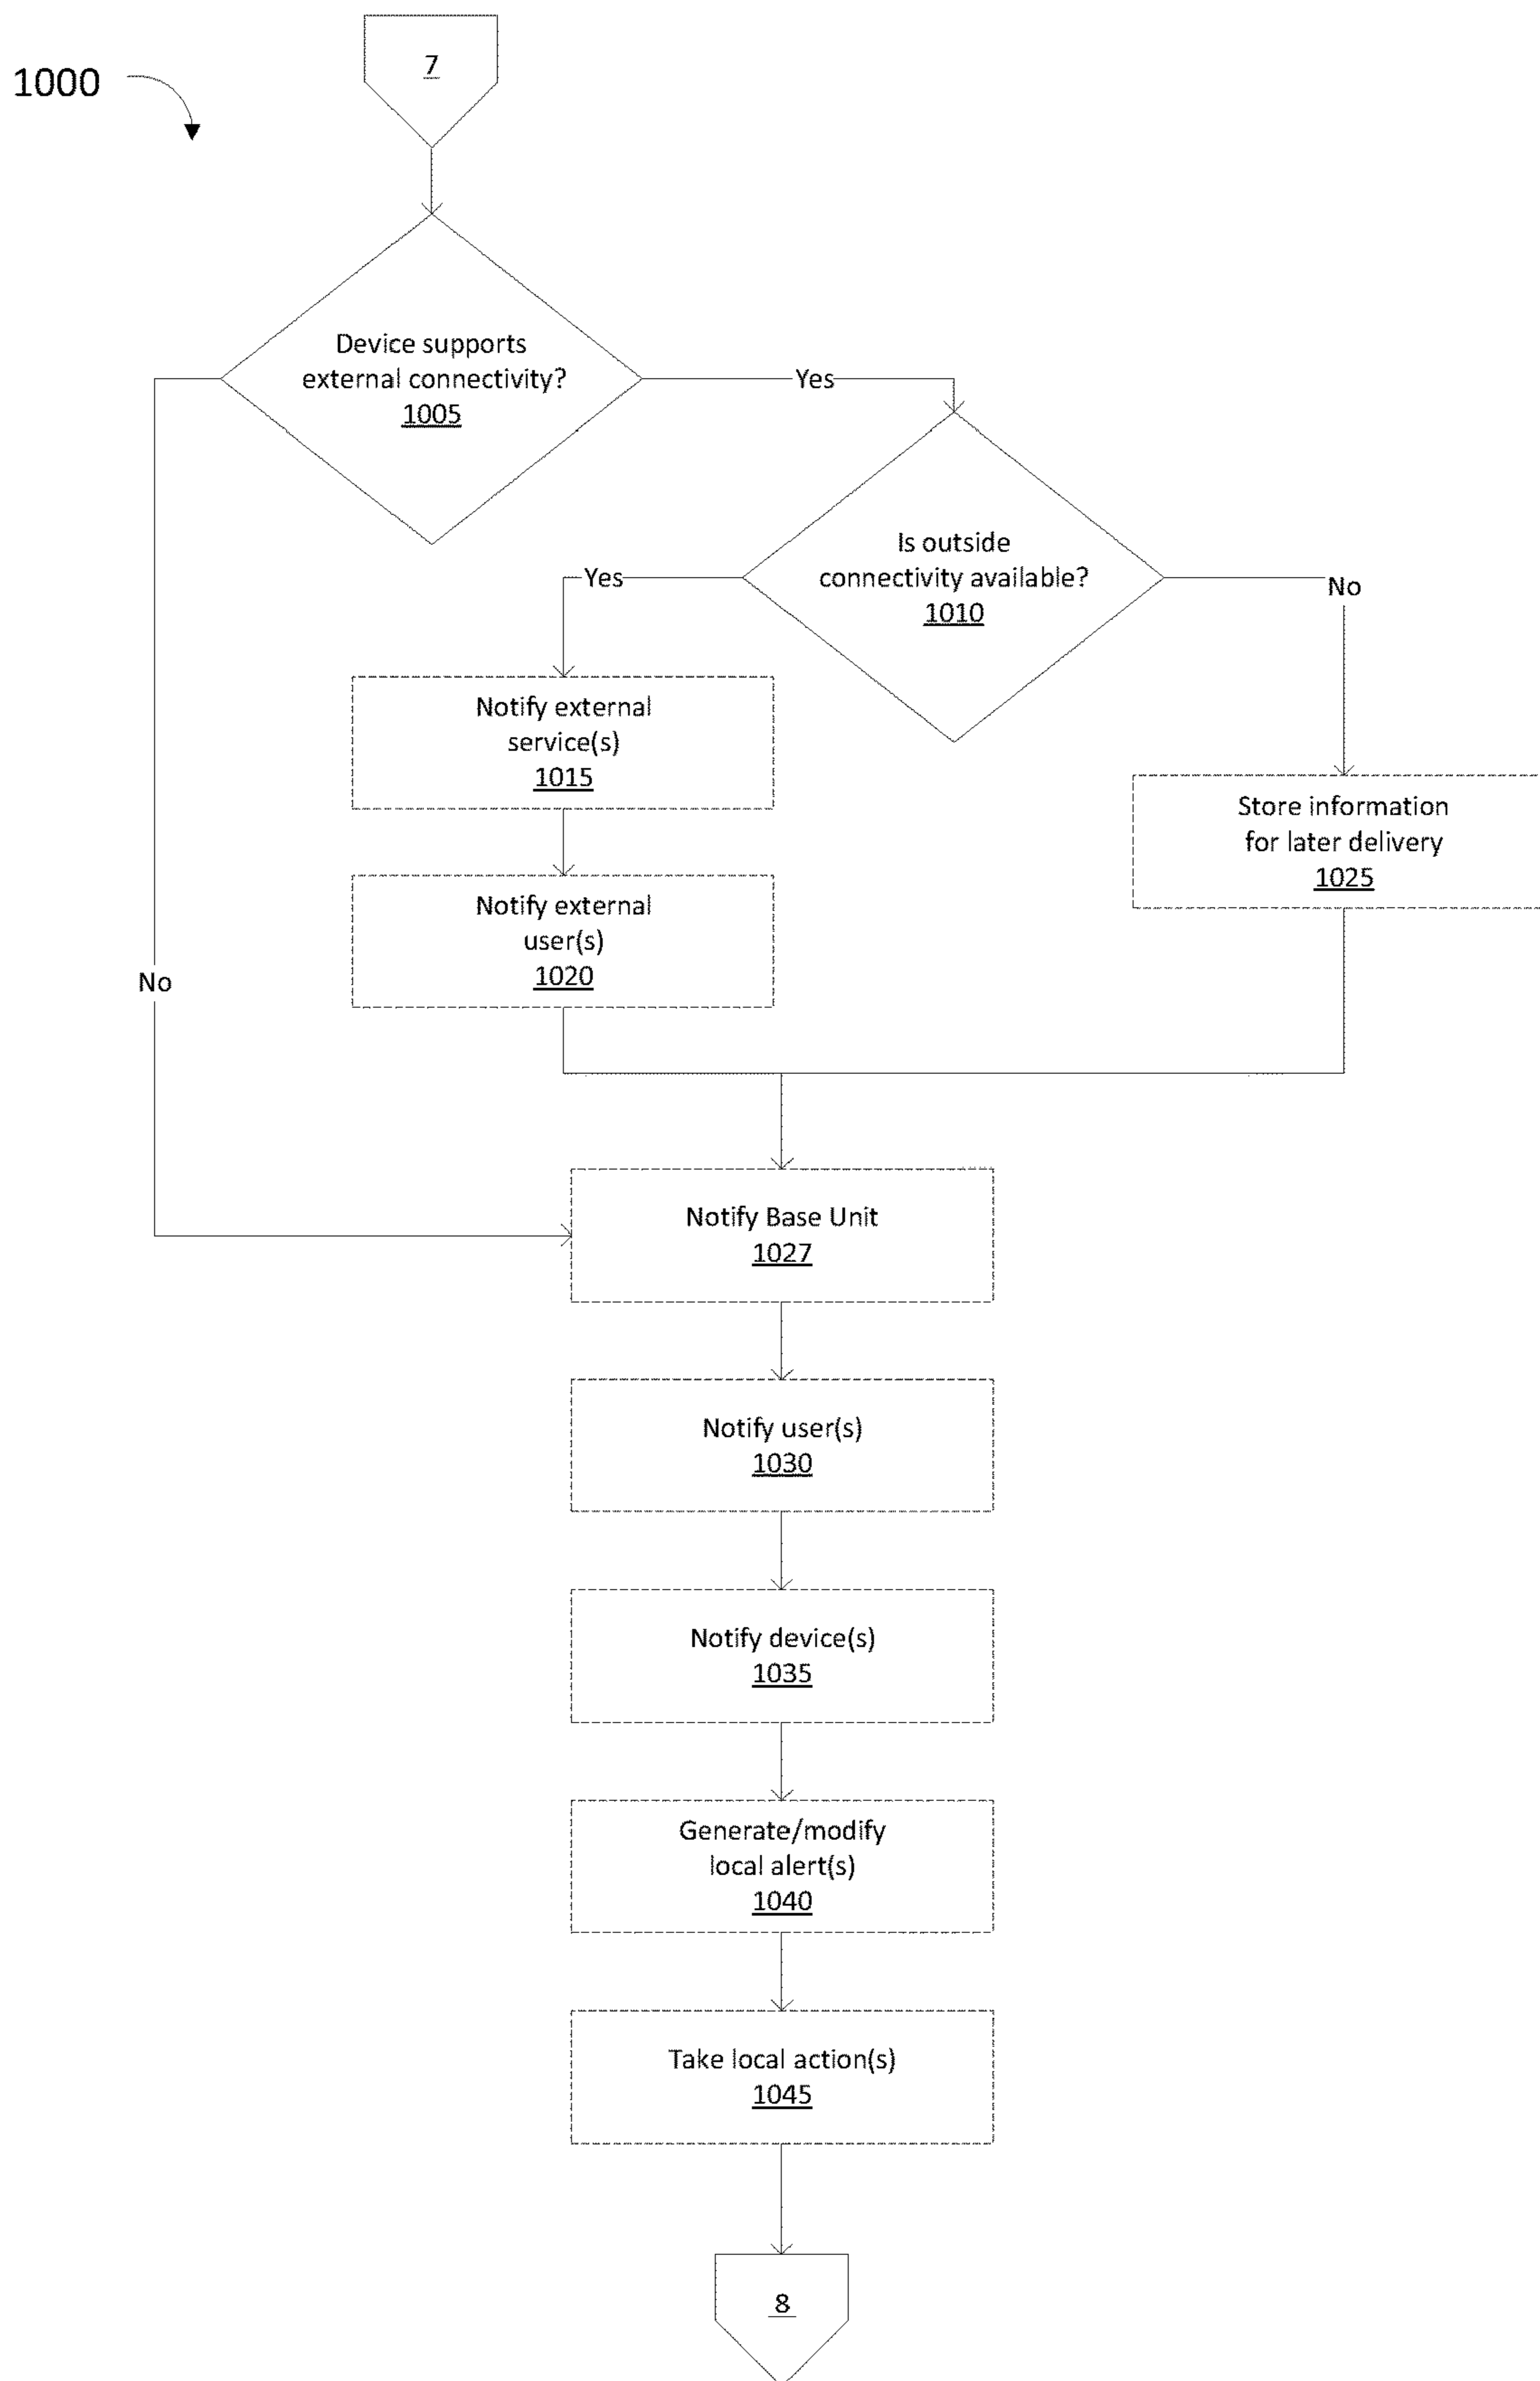 7
1000
Device supports
external connectivity?
1005
Yes
Is outside
connectivity available?
1010
Yes
No
Notify external
service(s)
1015
Store information
for later delivery
1025
Notify external
user(s)
1020
No
Notify Base Unit
1027
Notify user(s)
1030
Notify device(s)
1035
Generate/modify
local alert(s)
1040
Take local action(s)
1045
8